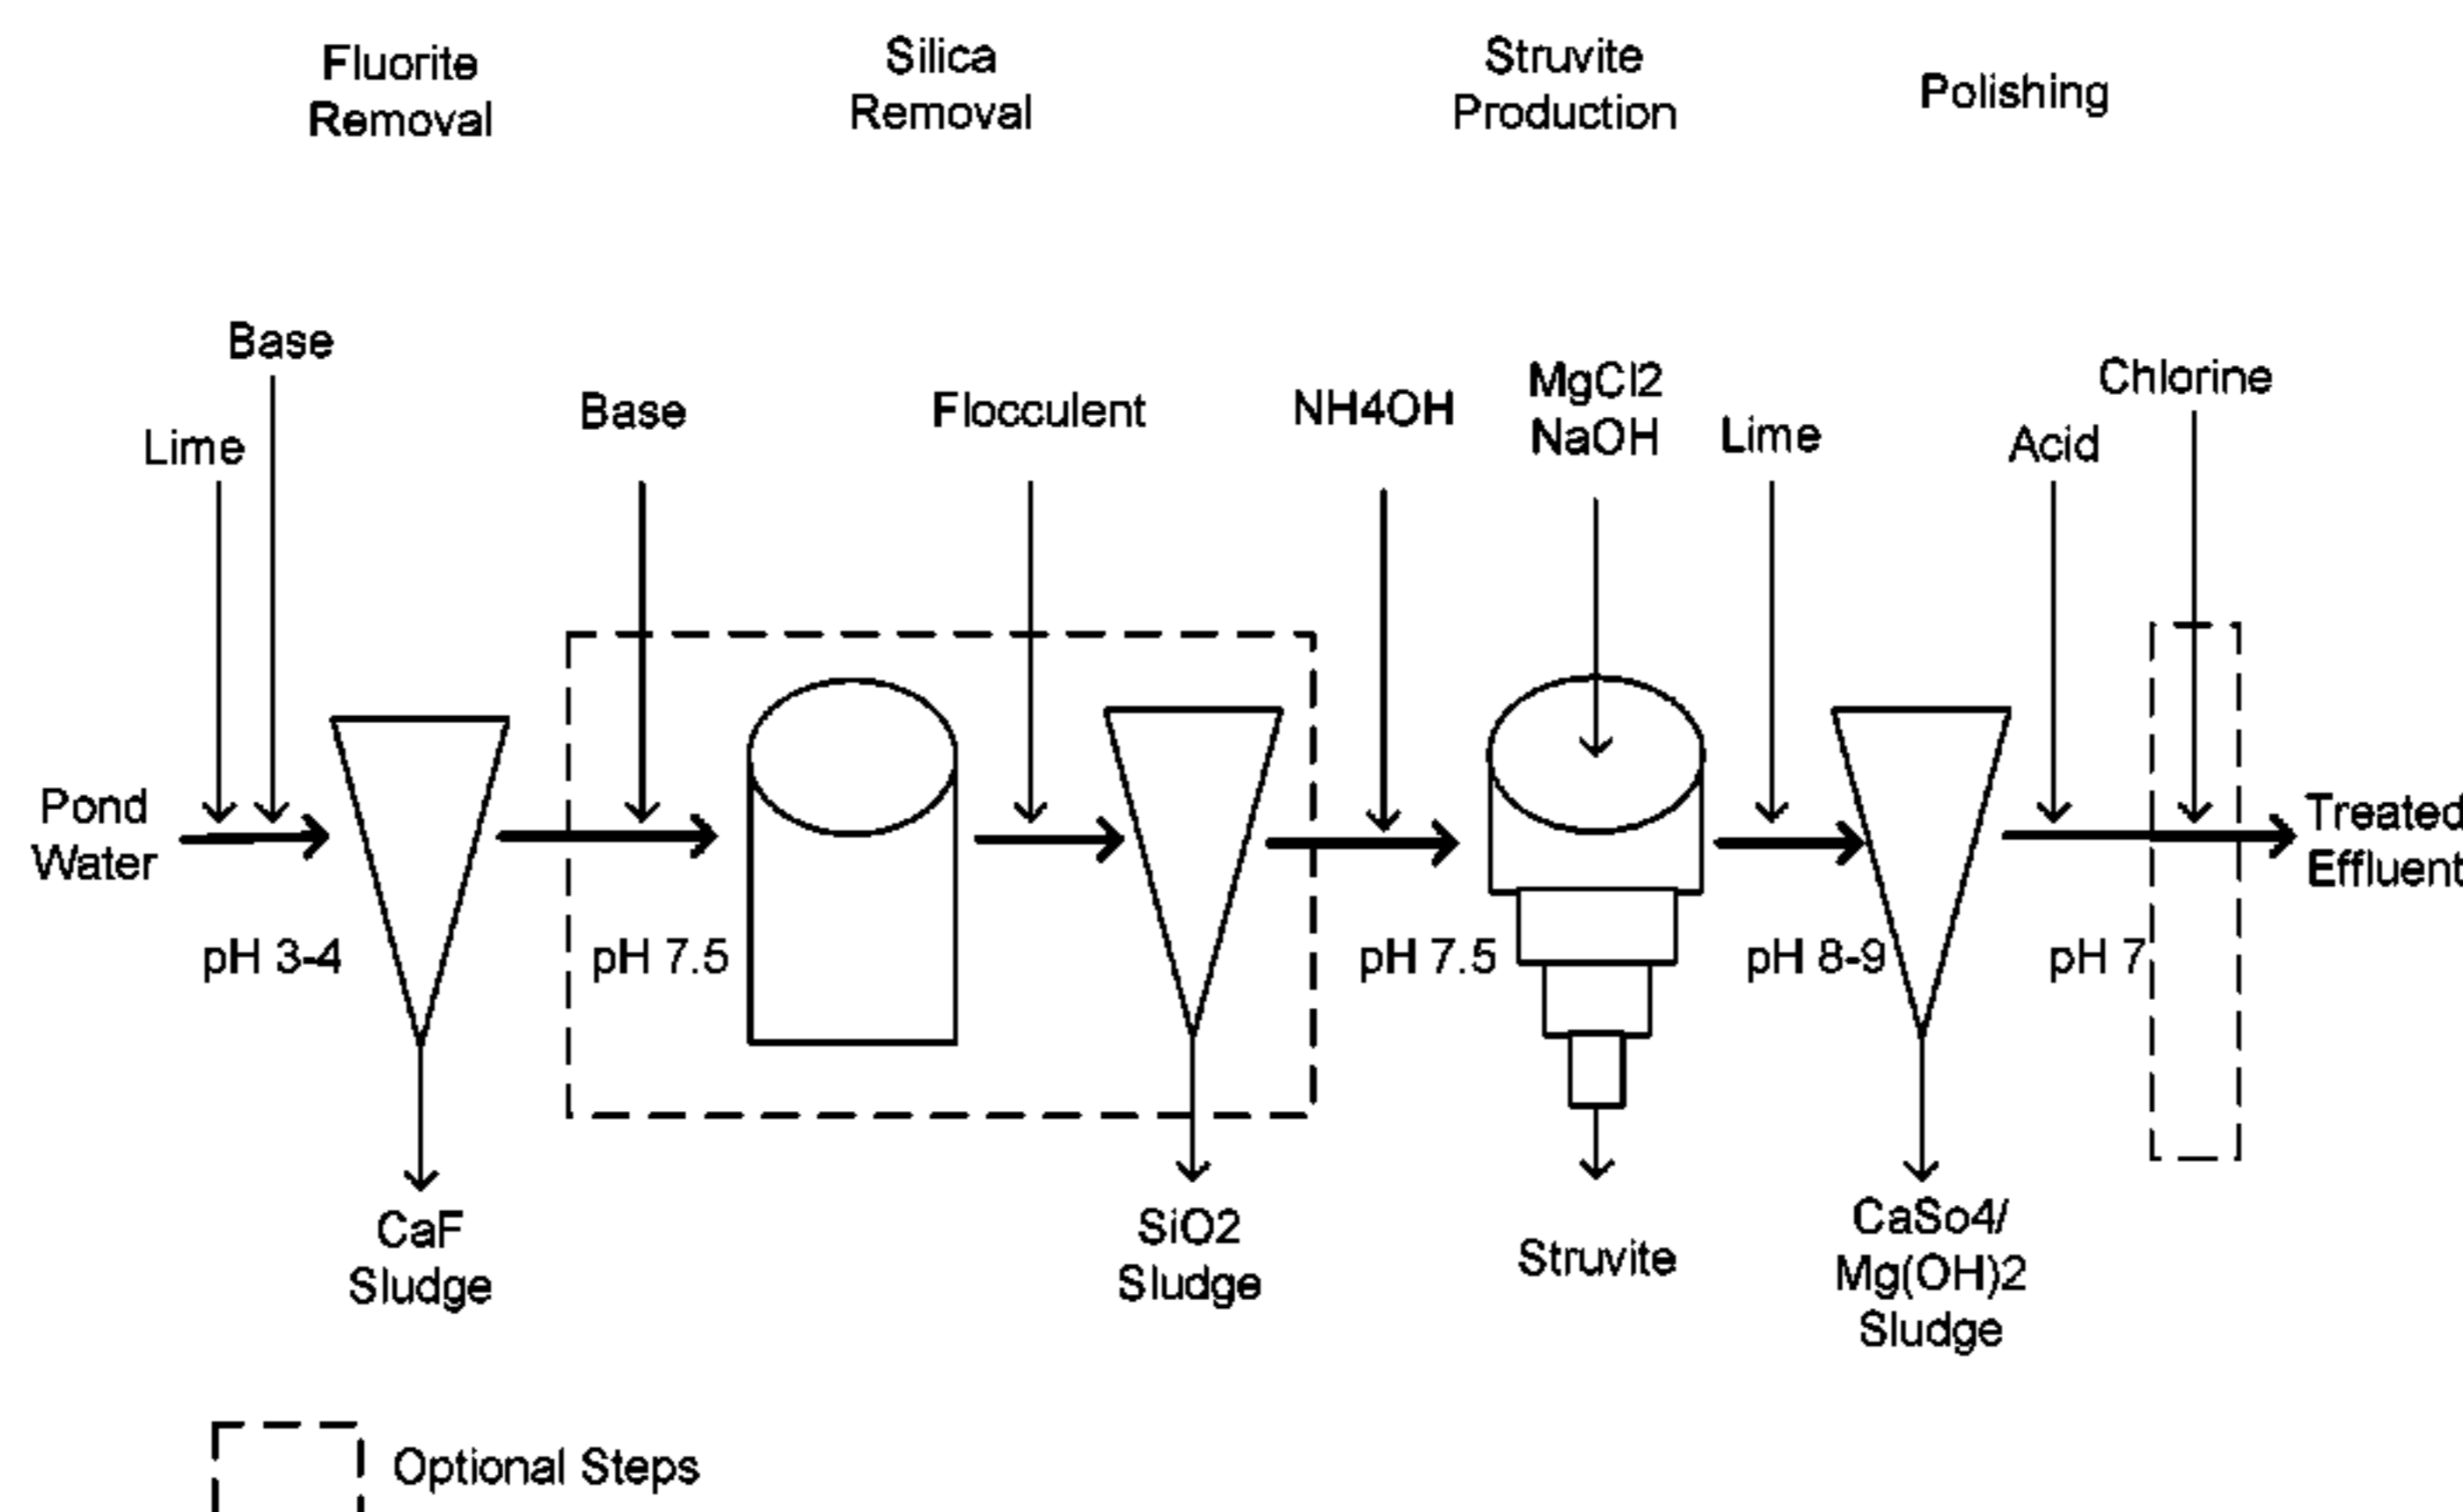 Fluorite
Removal
Silica
Removal
Struvite
Production
Polishing
Base
Lime
Base
Flocculent
NH4OH
MgCl2
NaOH
Lime
Acid
Chlorine
Pond
Water
Treated
Effluent
pH 3-4
pH 7.5
pH 7.5
pH 8-9
pH 7
CaF
Sludge
SiO2
Sludge
Struvite
CaSo4/
Mg(OH)2
Sludge
Optional Steps